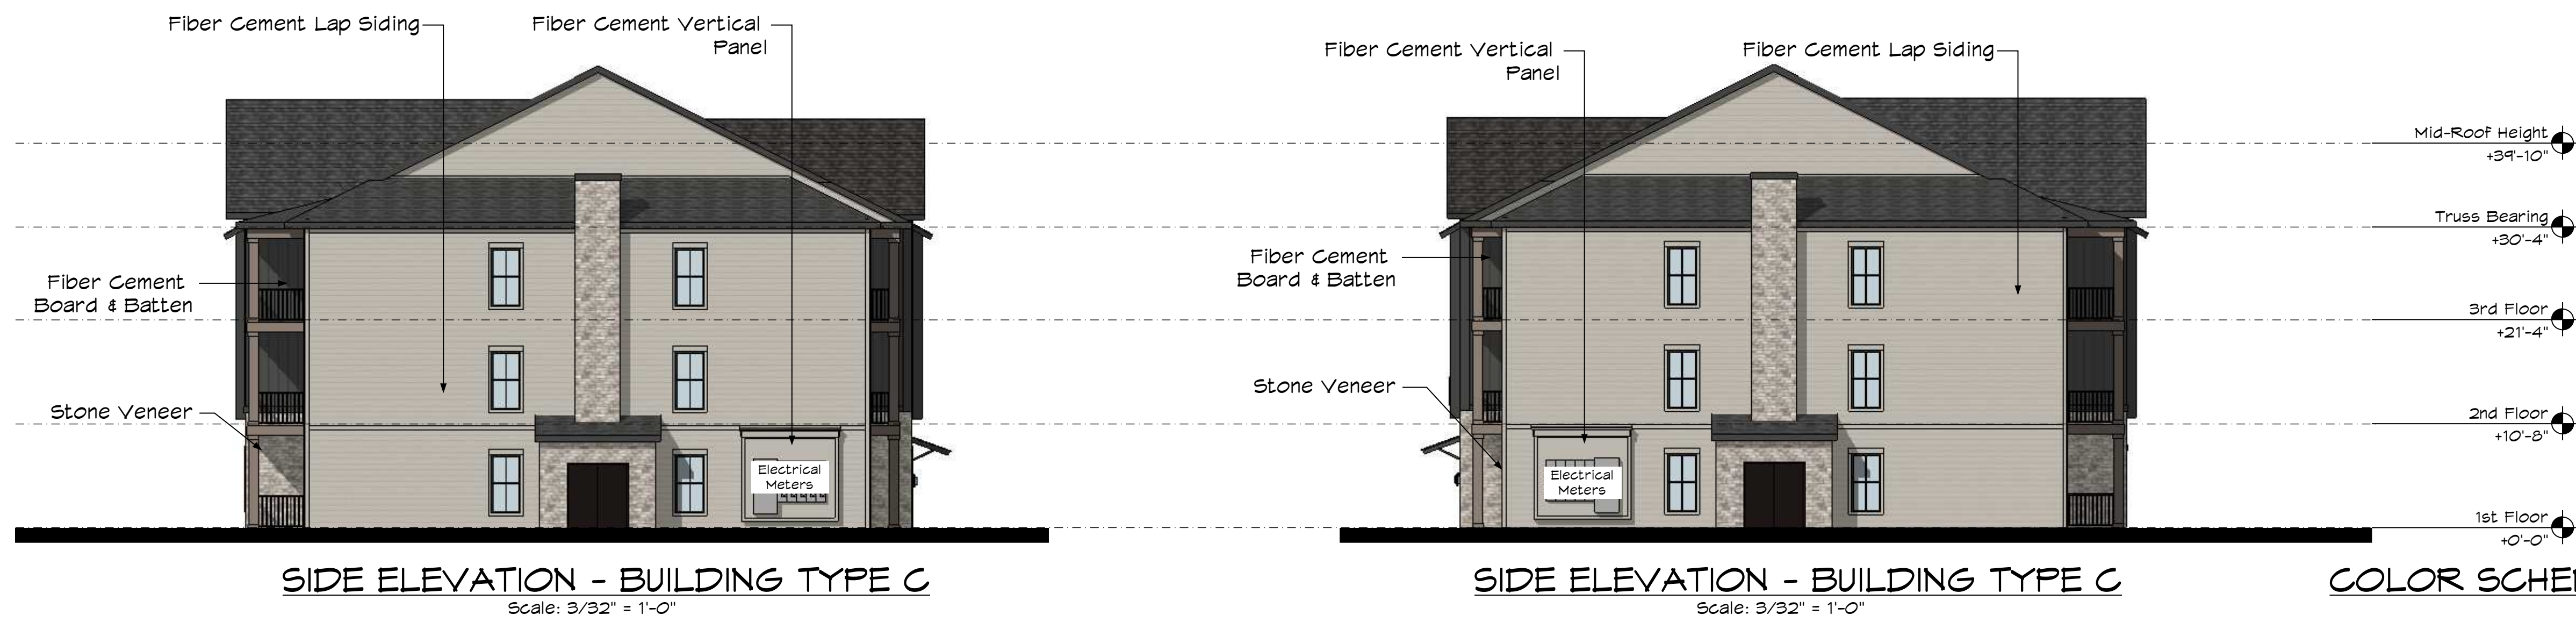 Fiber Cement Lap Siding
Fiber Cement Vertical
Panel
Fiber Cement
Board & Batten
Stone Veneer
Electrical
Meters
SIDE ELEVATION - BUILDING TYPE C
Scale: 3/32" = 1'-0"
Fiber Cement Vertical
Panel
Fiber Cement Lap Siding
Fiber Cement
Board & Batten
Stone Veneer
Electrical
Meters
SIDE ELEVATION - BUILDING TYPE C
Scale: 3/32" = 1'-0"
Mid-Roof Height
+39'-10"
Truss Bearing
+30'-4"
3rd Floor
+21'-4"
2nd Floor
+10'-8"
1st Floor
+0'-0"
COLOR SCHE